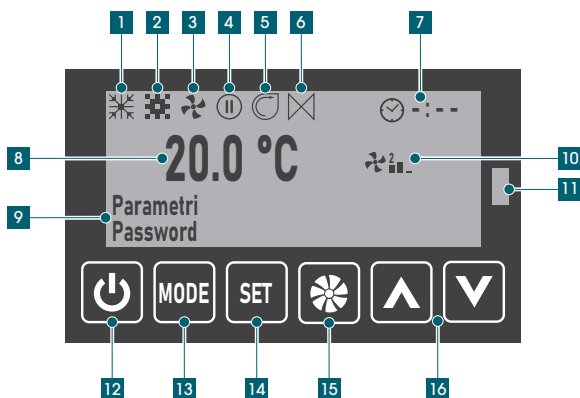 1 2 3 4 5 6 7
-:--
8 20.0 °C 2 10
11
9 Parametri
Password
MODE SET
12 13 14 15 16